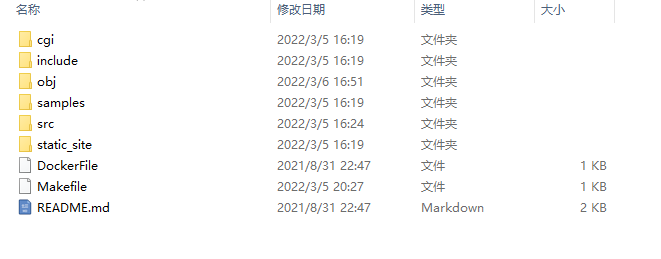 名称 修改日期 类型 大小
cgi 2022/3/5 16:19 文件夹
include 2022/3/5 16:19 文件夹
obj 2022/3/6 16:51 文件夹
samples 2022/3/5 16:19 文件夹
src 2022/3/5 16:24 文件夹
static_site 2022/3/5 16:19 文件夹
DockerFile 2021/8/31 22:47 文件 1 KB
Makefile 2022/3/5 20:27 文件 1 KB
README.md 2021/8/31 22:47 Markdown 2 KB